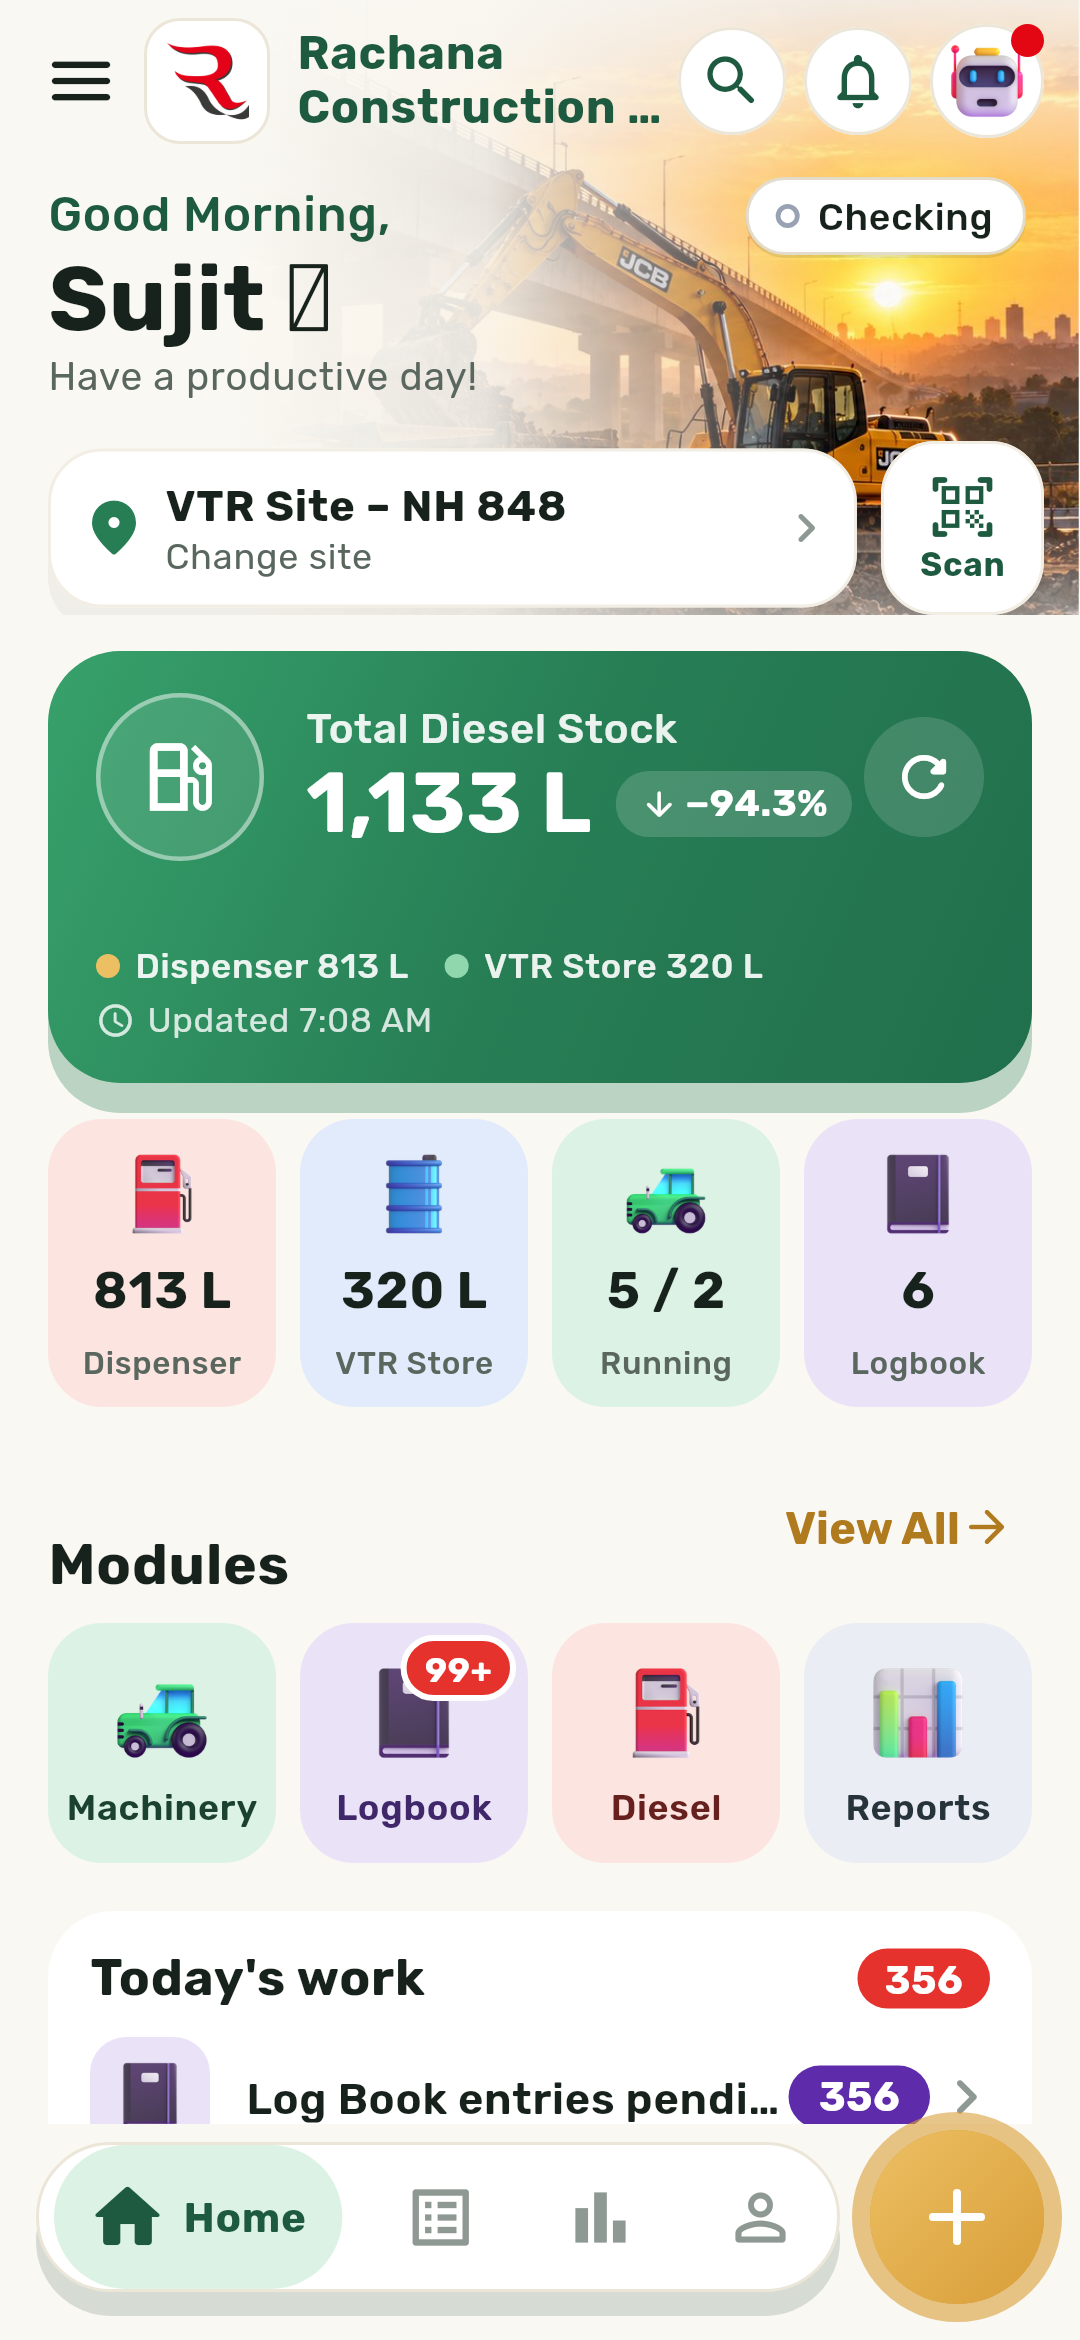 Rachana
Construction ...
Good Morning,
Checking
Sujit
JCB
Have a productive day!
VTR Site – NH 848
Change site
Scan
Total Diesel Stock
1,133 L
–94.3%
Dispenser 813 L
VTR Store 320 L
Updated 7:08 AM
813 L
320 L
5 / 2
6
Dispenser
VTR Store
Running
Logbook
View All
Modules
99+
Machinery
Logbook
Diesel
Reports
Today's work
356
Log Book entries pendi...
356
Home